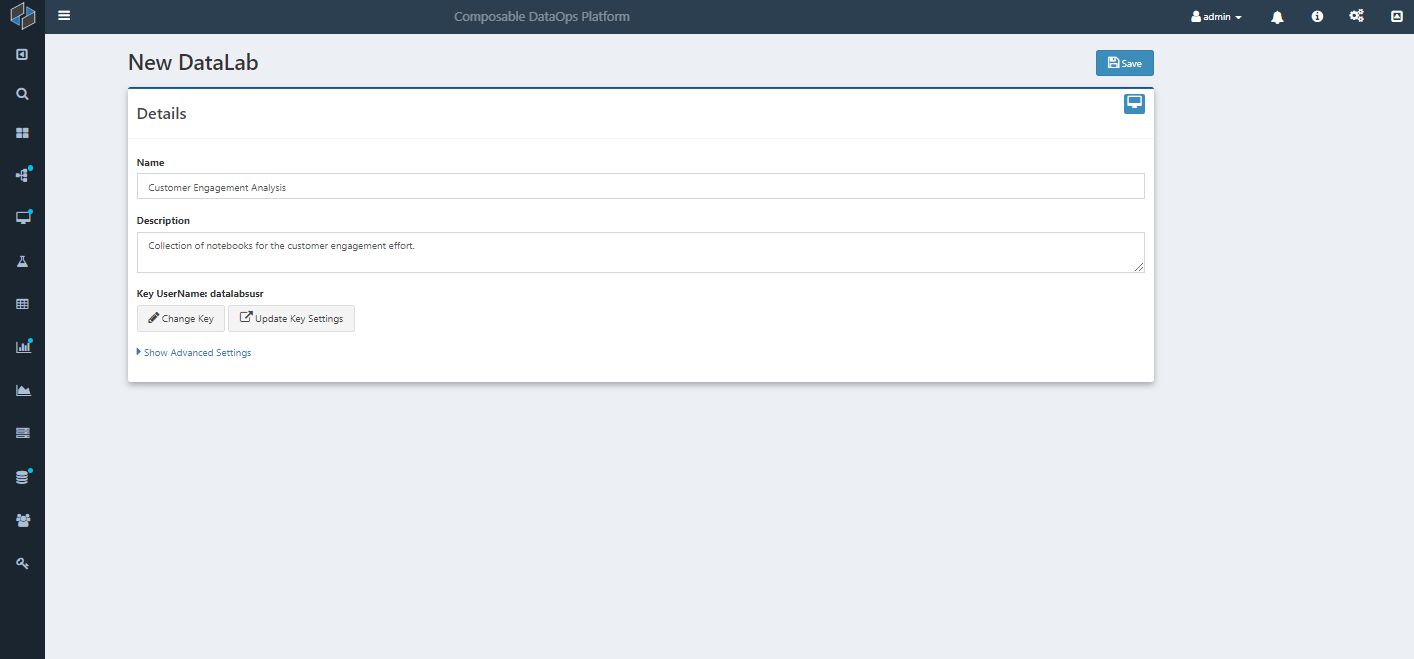 Composable DataOps Platform
admin
New DataLab
Save
Details
Name
Customer Engagement Analysis
Description
Collection of notebooks for the customer engagement effort.
Key UserName: datalabsusr
Change Key Update Key Settings
Show Advanced Settings